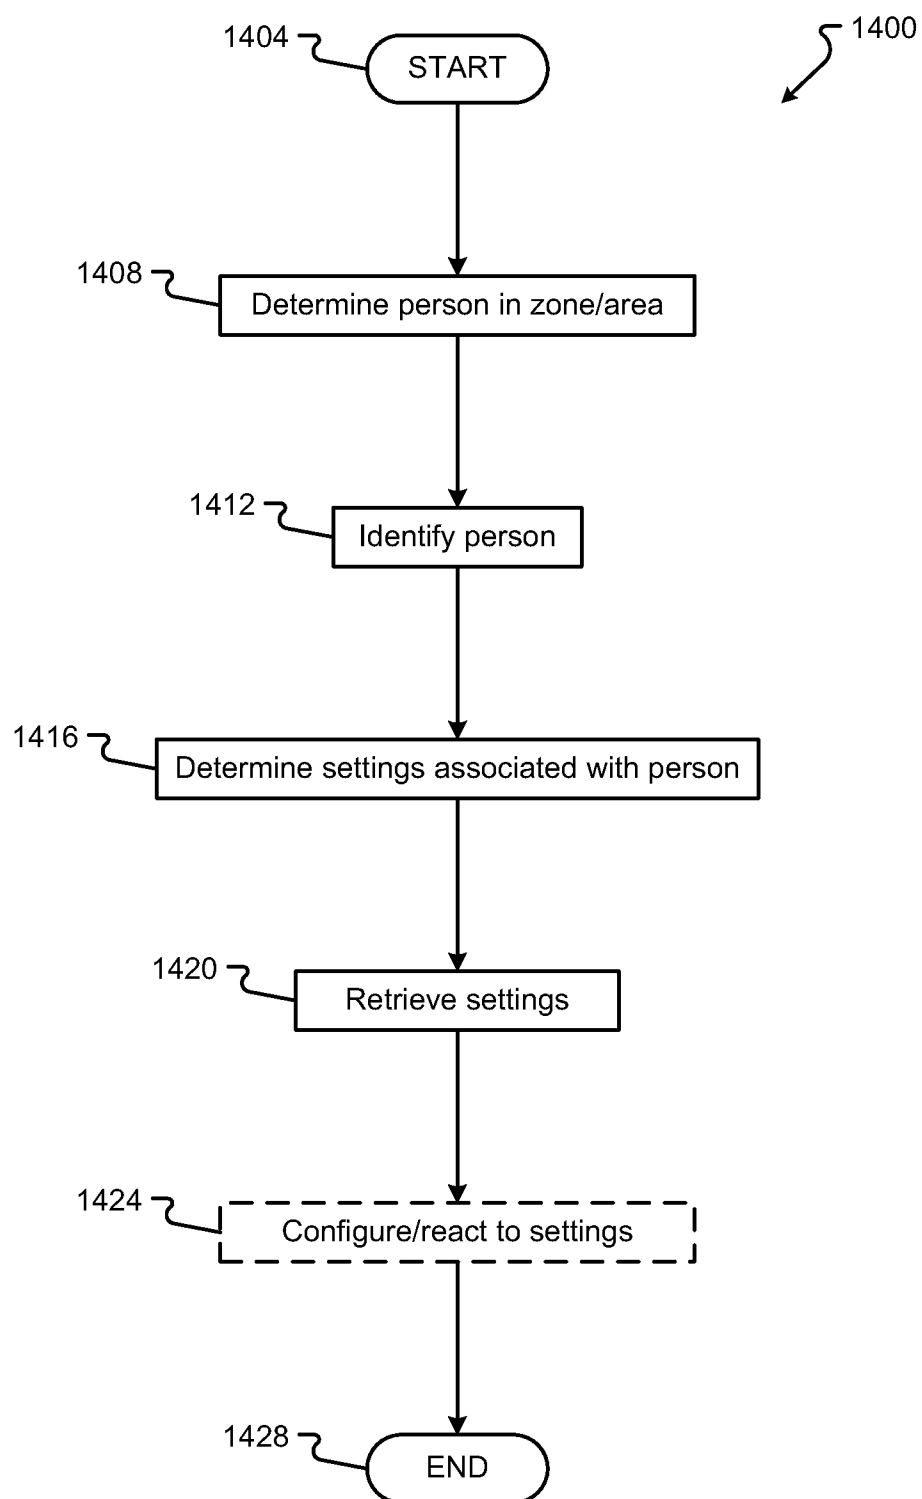 1400
1404
START
1408
Determine person in zone/area
1412
Identify person
1416
Determine settings associated with person
1420
Retrieve settings
1424
Configure/react to settings
1428
END